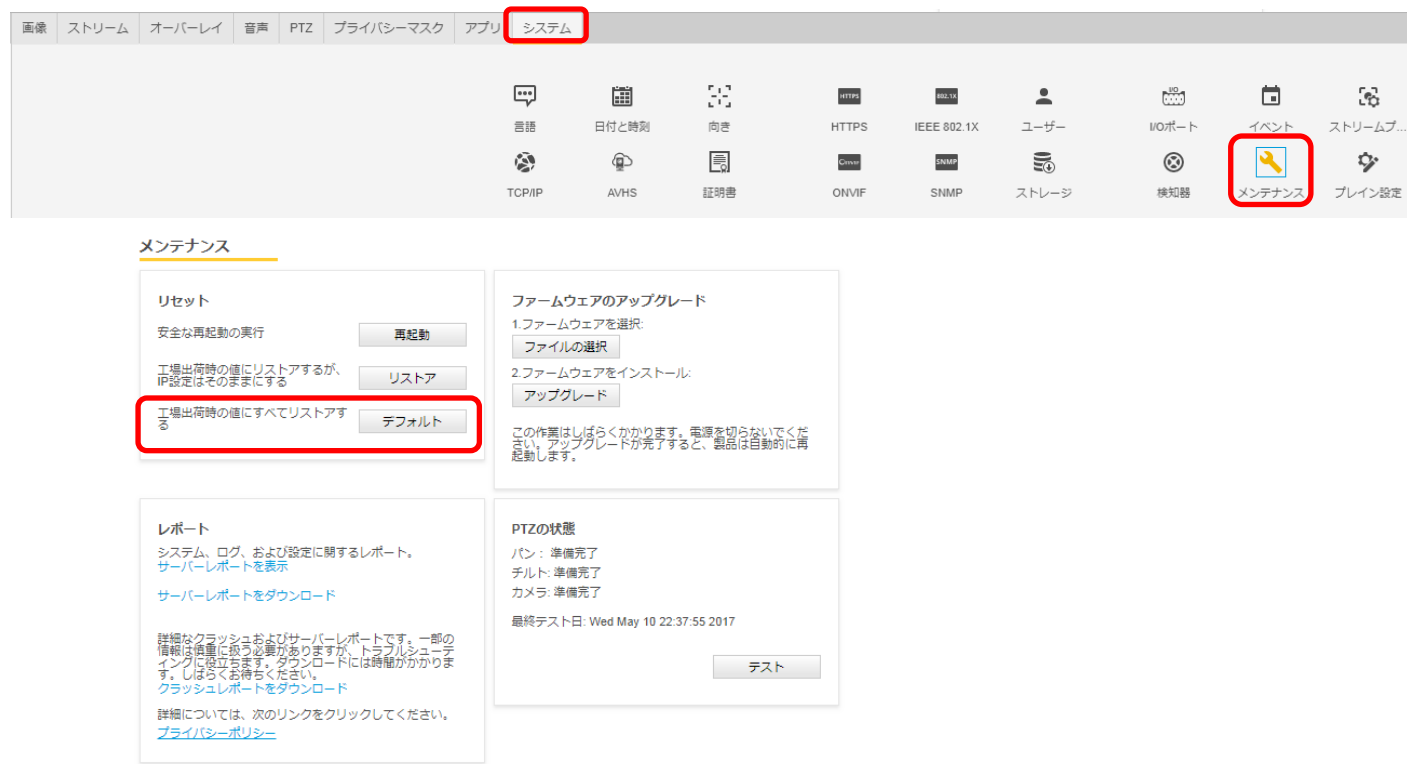 画像 ストリーム オーバーレイ 音声 PTZ プライバシーマスク アプリ システム
HTTPS 802.1X I/O
言語 日付と時刻 向き HTTPS IEEE 802.1X ユーザー I/Oポート イベント ストリームプ...
SNMP
TCP/IP AVHS 証明書 ONVIF SNMP ストレージ 検知器 メンテナンス プレイン設定
メンテナンス
リセット
安全な再起動の実行 再起動
工場出荷時の値にリストアするが、
IP設定はそのままにする
リストア
工場出荷時の値にすべてリストアす
る
デフォルト
ファームウェアのアップグレード
1.ファームウェアを選択:
ファイルの選択
2.ファームウェアをインストール:
アップグレード
この作業はしばらくかかります。電源を切らないでくだ
さい。アップグレードが完了すると、製品は自動的に再
起動します。
レポート
システム、ログ、および設定に関するレポート。
サーバーレポートを表示
サーバーレポートをダウンロード
詳細なクラッシュおよびサーバーレポートです。一部の
情報は慎重に扱う必要がありますが、トラブルシューテ
ィングに役立ちます。ダウンロードには時間がかかりま
す。しばらくお待ちください。
クラッシュレポートをダウンロード
詳細については、次のリンクをクリックしてください。
プライバシーポリシー
PTZの状態
パン： 準備完了
チルト: 準備完了
カメラ: 準備完了
最終テスト日: Wed May 10 22:37:55 2017
テスト